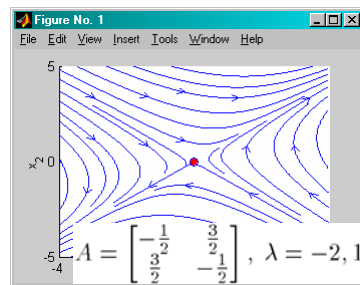 Figure No. 1
File Edit View Insert Tools Window Help
5
x2
0
-5
-4
A = [ -1/2 3/2 ; 3/2 -1/2 ] , λ = -2, 1